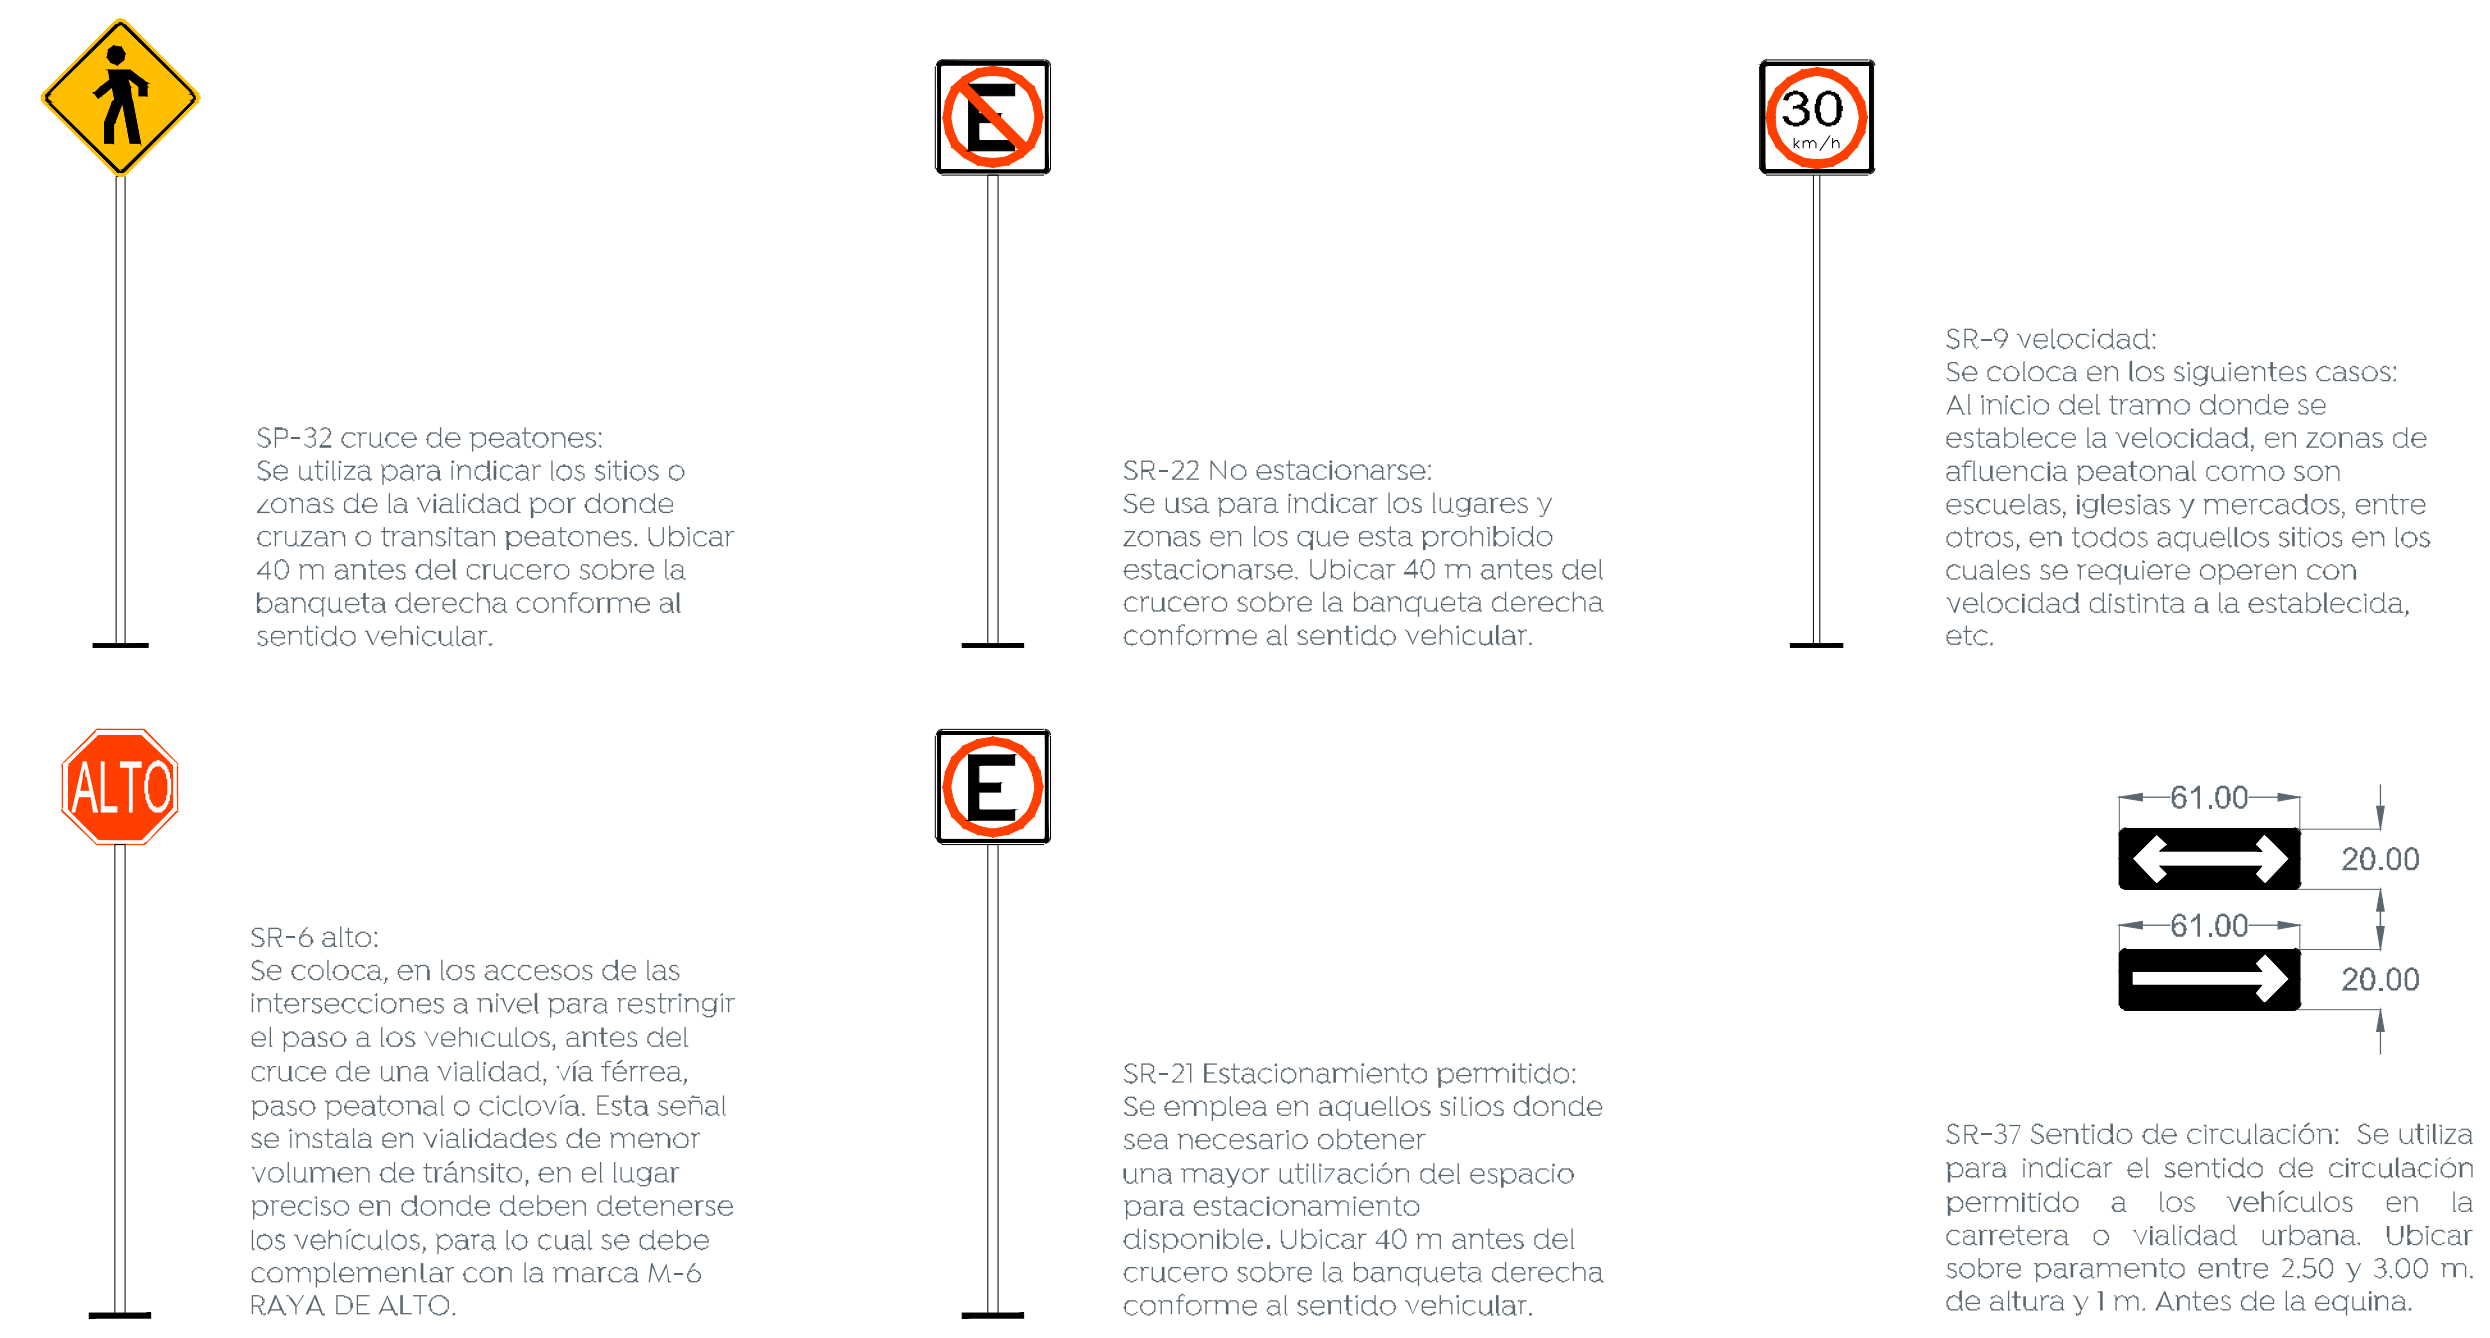 SP-32 cruce de peatones:
Se utiliza para indicar los sitios o
zonas de la vialidad por donde
cruzan o transitan peatones. Ubicar
40 m antes del crucero sobre la
banqueta derecha conforme al
sentido vehicular.
E
SR-22 No estacionarse:
Se usa para indicar los lugares y
zonas en los que esta prohibido
estacionarse. Ubicar 40 m antes del
crucero sobre la banqueta derecha
conforme al sentido vehicular.
30
km/h
SR-9 velocidad:
Se coloca en los siguientes casos:
Al inicio del tramo donde se
establece la velocidad, en zonas de
afluencia peatonal como son
escuelas, iglesias y mercados, entre
otros, en todos aquellos sitios en los
cuales se requiere operen con
velocidad distinta a la establecida,
etc.
ALTO
SR-6 alto:
Se coloca, en los accesos de las
intersecciones a nivel para restringir
el paso a los vehiculos, antes del
cruce de una vialidad, vía férrea,
paso peatonal o ciclovía. Esta señal
se instala en vialidades de menor
volumen de tránsito, en el lugar
preciso en donde deben detenerse
los vehículos, para lo cual se debe
complementar con la marca M-6
RAYA DE ALTO.
E
SR-21 Estacionamiento permitido:
Se emplea en aquellos sitios donde
sea necesario obtener
una mayor utilización del espacio
para estacionamiento
disponible. Ubicar 40 m antes del
crucero sobre la banqueta derecha
conforme al sentido vehicular.
61.00
20.00
61.00
20.00
SR-37 Sentido de circulación: Se utiliza
para indicar el sentido de circulación
permitido a los vehículos en la
carretera o vialidad urbana. Ubicar
sobre paramento entre 2.50 y 3.00 m.
de altura y 1 m. Antes de la equina.